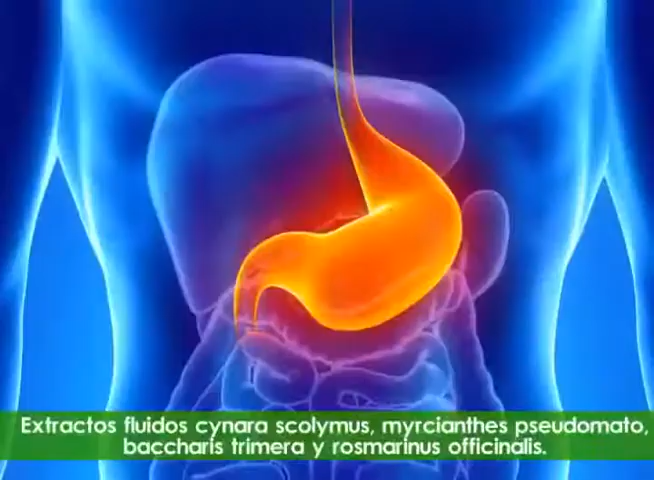 Extractos fluidos cynara scolymus, myrcianthes pseudomato,
baccharis trimera y rosmarinus officinalis.